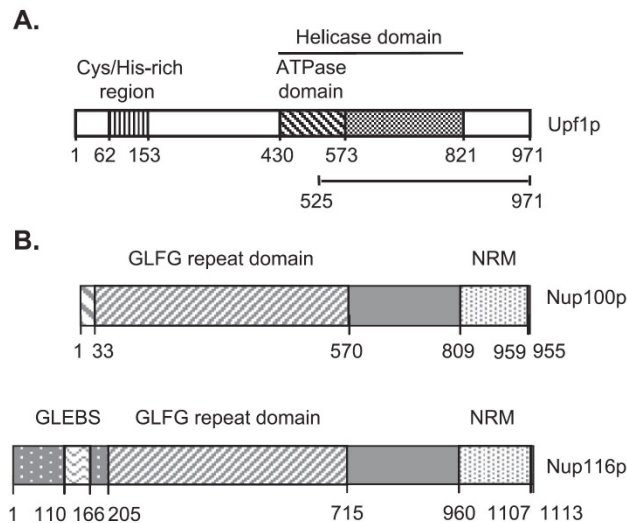 A.
Helicase domain
Cys/His-rich region
ATPase domain
Upf1p
1 62 153 430 573 821 971
525 971
B.
GLFG repeat domain NRM
Nup100p
1 33 570 809 959 955
GLEBS GLFG repeat domain NRM
Nup116p
1 110 166 205 715 960 1107 1113